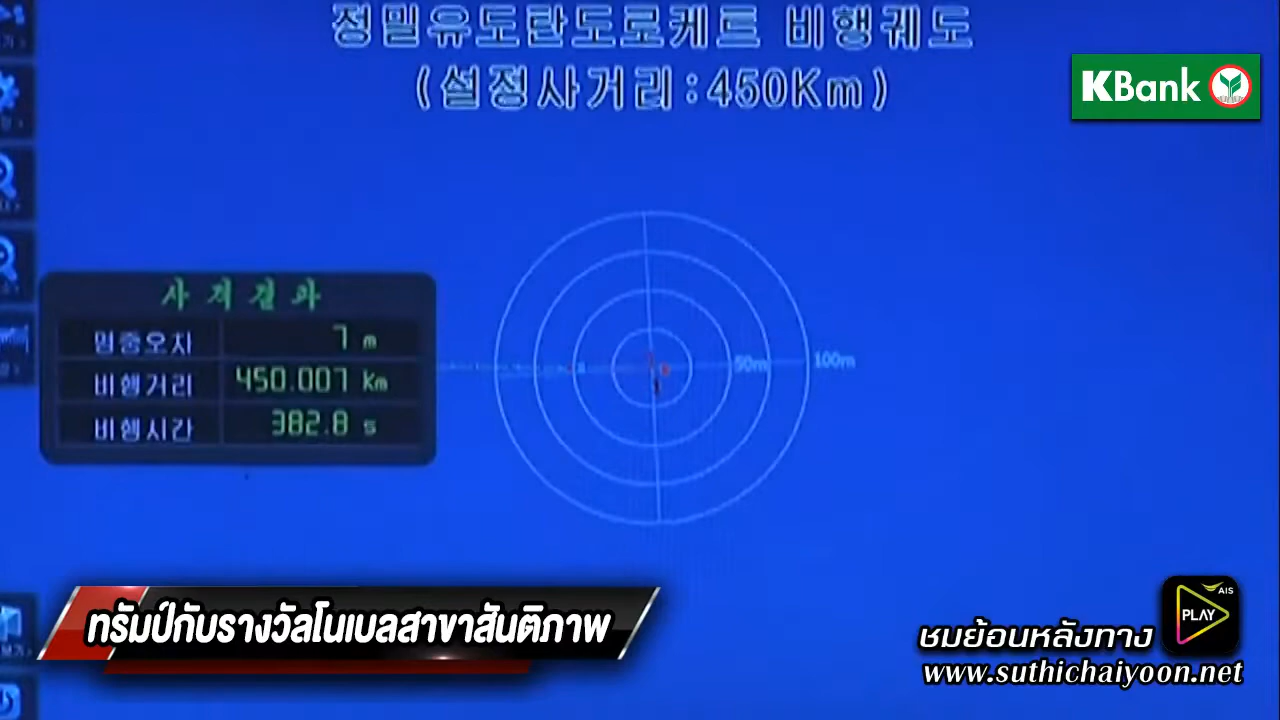 정밀유도탄도로케트 비행궤도
(설정사거리:450Km)
KBank
사격결과
명중오차 7 m
비행거리 450.007 Km
비행시간 382.8 s
50m
100m
ทรัมป์กับรางวัลโนเบลสาขาสันติภาพ
AIS
PLAY
ชมย้อนหลังทาง
www.suthichaiyoon.net